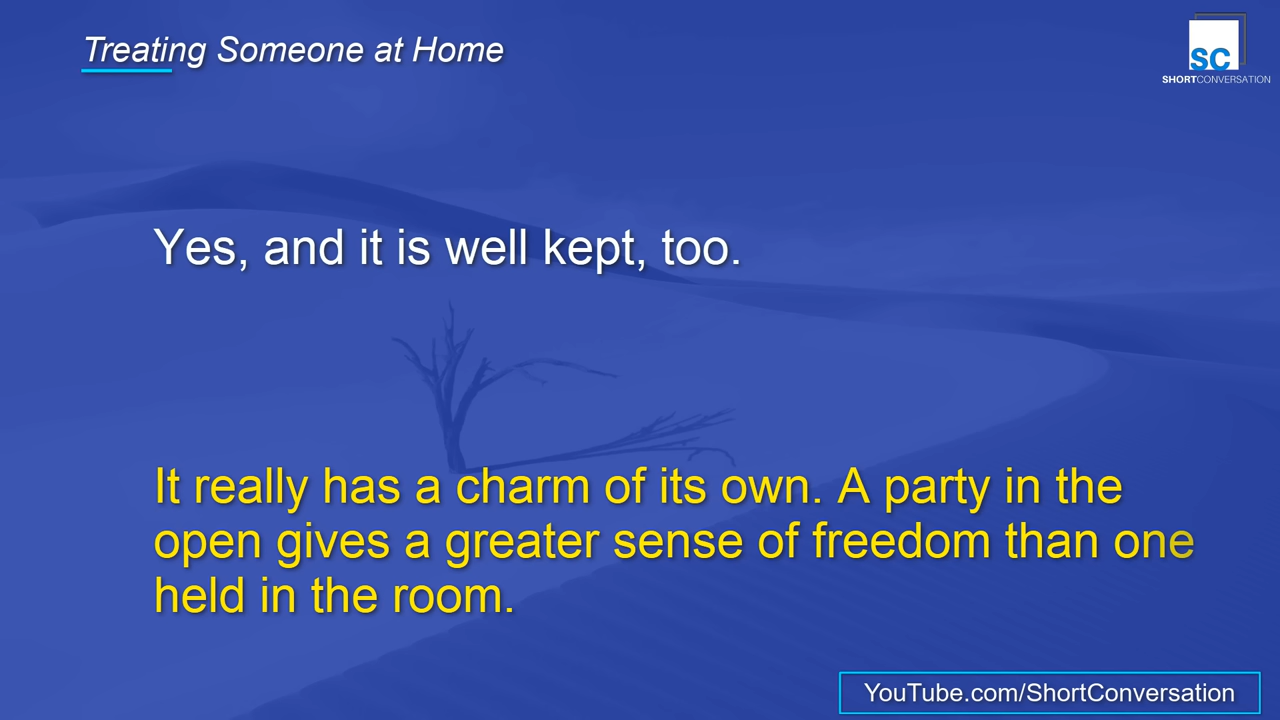 Treating Someone at Home
SC
SHORTCONVERSATION
Yes, and it is well kept, too.
It really has a charm of its own. A party in the
open gives a greater sense of freedom than one
held in the room.
YouTube.com/ShortConversation